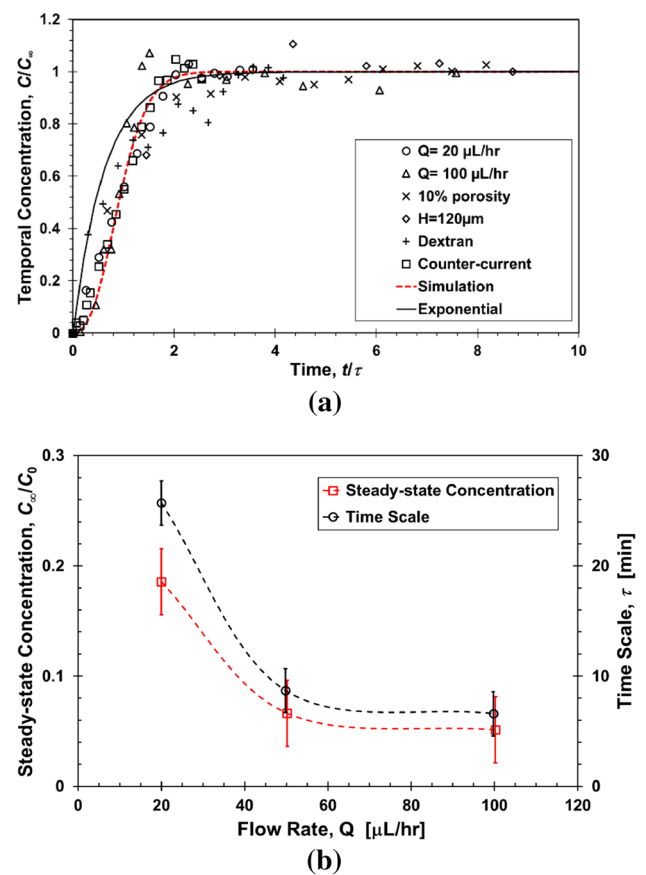 Temporal Concentration, C/C∞
1.2
1
0.8
0.6
0.4
0.2
0
Q= 20 µL/hr
Q= 100 µL/hr
10% porosity
H=120µm
Dextran
Counter-current
Simulation
Exponential
0 2 4 6 8 10
Time, t/τ
(a)
Steady-state Concentration, C∞/C0
0.3
0.2
0.1
0
Steady-state Concentration
Time Scale
30
20
10
0
Time Scale, τ [min]
0 20 40 60 80 100 120
Flow Rate, Q [µL/hr]
(b)